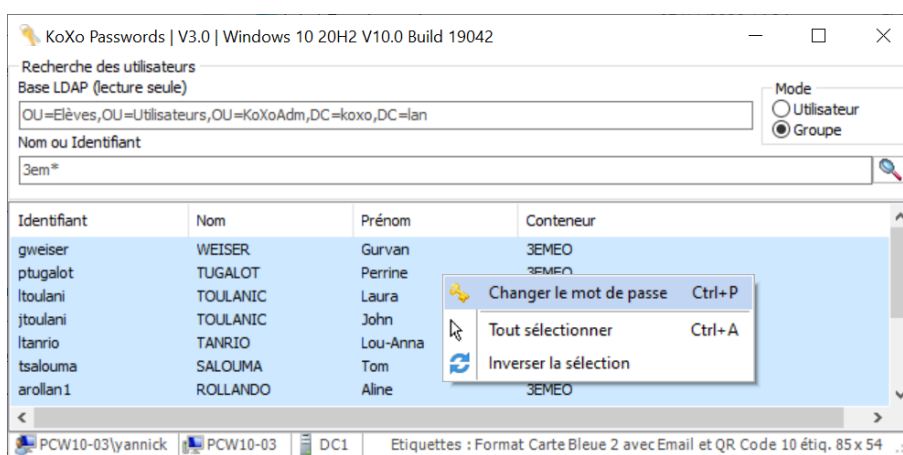 KoXo Passwords | V3.0 | Windows 10 20H2 V10.0 Build 19042
Recherche des utilisateurs
Base LDAP (lecture seule)
OU=Elèves,OU=Utilisateurs,OU=KoXoAdm,DC=koxo,DC=lan
Mode
Utilisateur
Groupe
Nom ou Identifiant
3em*
Identifiant Nom Prénom Conteneur
gweiser WEISER Gurvan 3EMEO
ptugalot TUGALOT Perrine 3EMEO
ltoulani TOULANIC Laura
jtoulani TOULANIC John
ltanrio TANRIO Lou-Anna
tsalouma SALOUMA Tom
arollan1 ROLLANDO Aline 3EMEO
Changer le mot de passe Ctrl+P
Tout sélectionner Ctrl+A
Inverser la sélection
PCW10-03\yannick PCW10-03 DC1 Etiquettes : Format Carte Bleue 2 avec Email et QR Code 10 étiq. 85 x 54